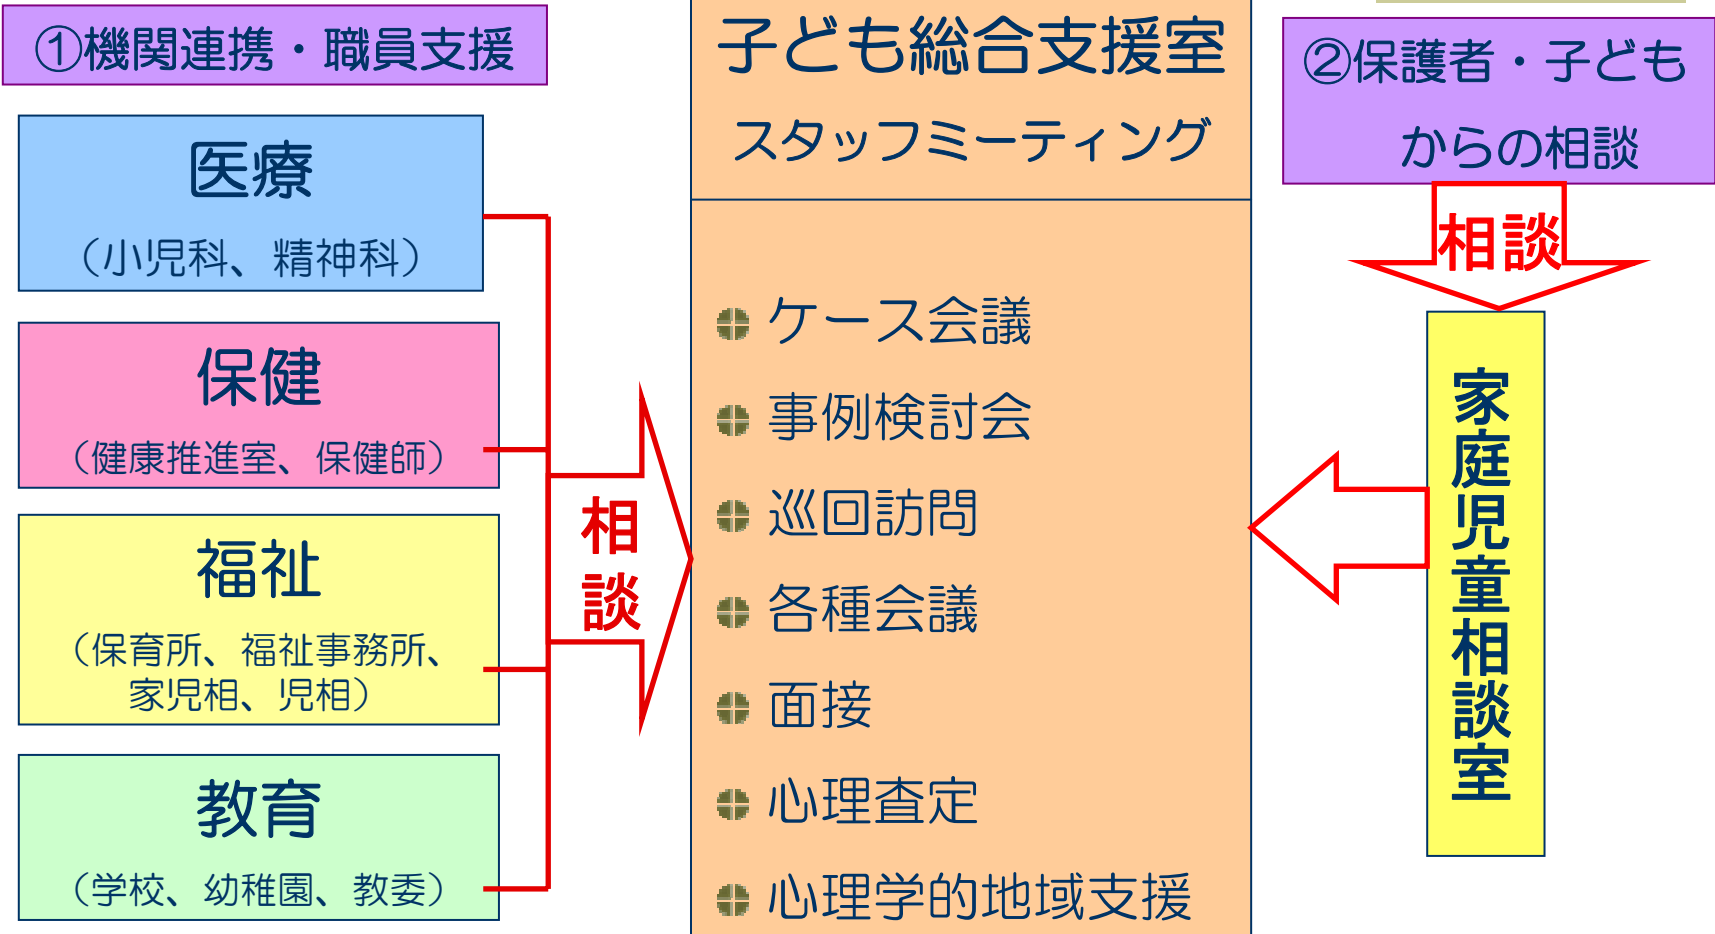 ①機関連携・職員支援
医療
（小児科、精神科）
保健
（健康推進室、保健師）
福祉
（保育所、福祉事務所、
家児相、児相）
教育
（学校、幼稚園、教委）
相
談
子ども総合支援室
スタッフミーティング
ケース会議
事例検討会
巡回訪問
各種会議
面接
心理査定
心理学的地域支援
②保護者・子ども
からの相談
相談
家庭児童相談室